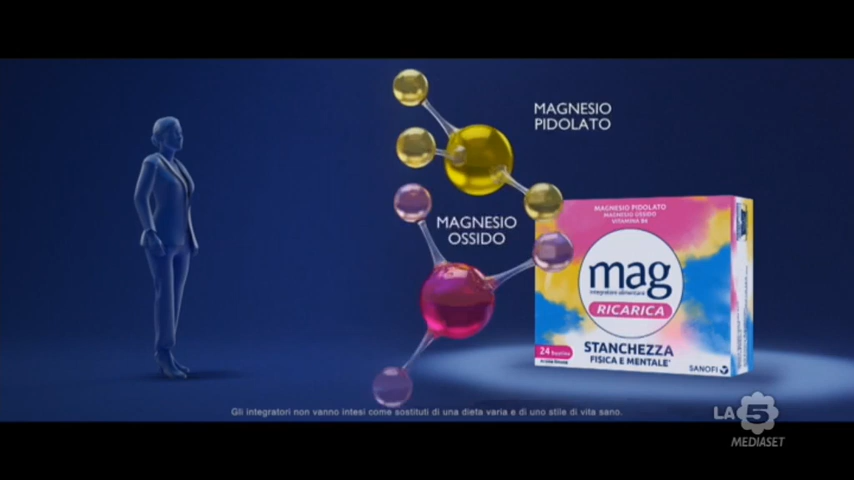 MAGNESIO
PIDOLATO
MAGNESIO
OSSIDO
MAGNESIO PIDOLATO
MAGNESIO OSSIDO
VITAMINA B6
mag
integratore alimentare
RICARICA
24 Bustine
STANCHEZZA
FISICA E MENTALE
SANOFI
Gli integratori non vanno intesi come sostituti di una dieta varia e di uno stile di vita sano.
LA 5
MEDIASET